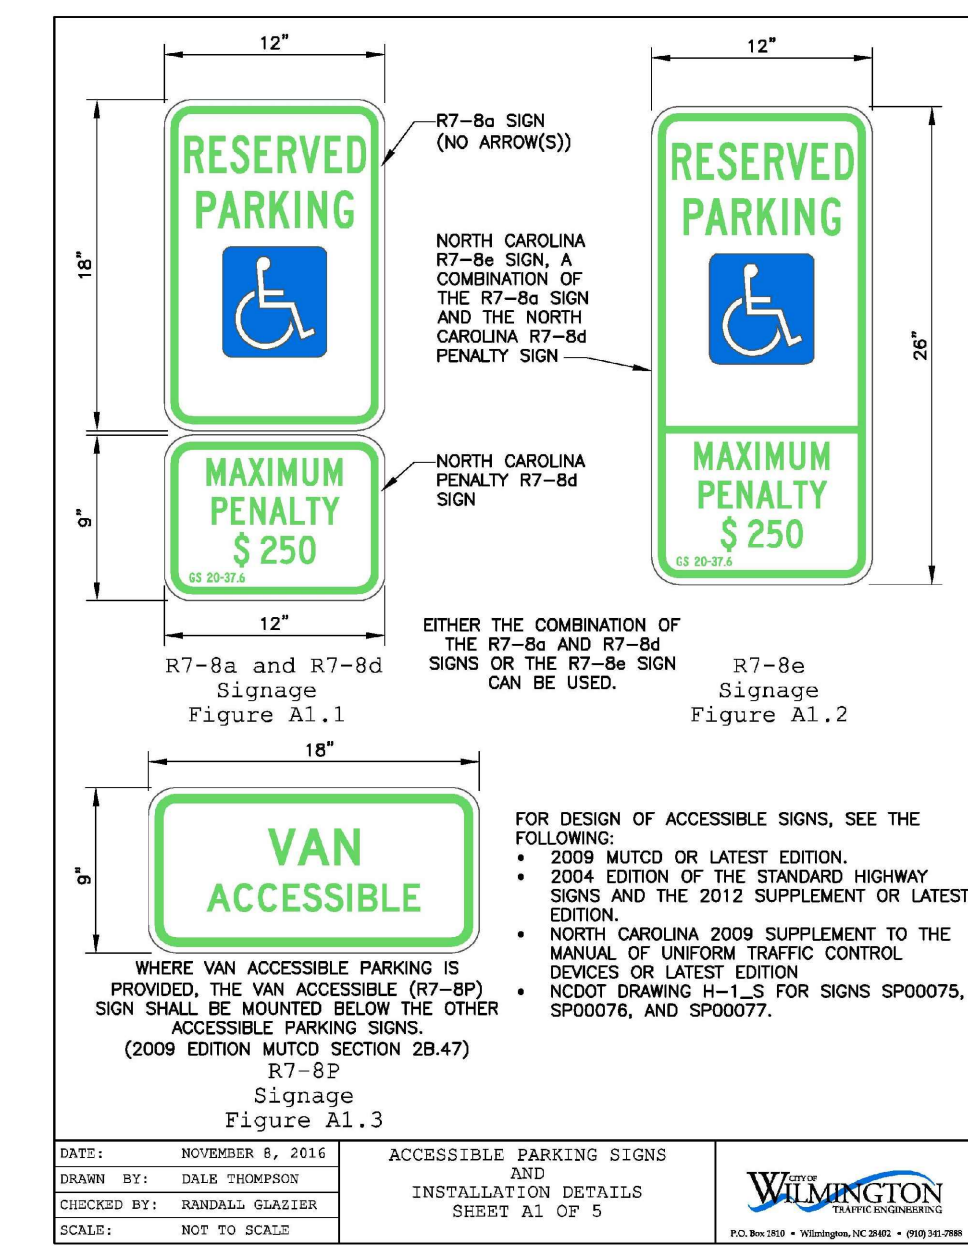 12"
18"
RESERVED
PARKING
R7-8a SIGN
(NO ARROW(S))
9"
MAXIMUM
PENALTY
$ 250
GS 20-37.6
NORTH CAROLINA
PENALTY R7-8d
SIGN
12"
R7-8a and R7-8d
Signage
Figure A1.1
NORTH CAROLINA
R7-8e SIGN, A
COMBINATION OF
THE R7-8a SIGN
AND THE NORTH
CAROLINA R7-8d
PENALTY SIGN
12"
26"
RESERVED
PARKING
MAXIMUM
PENALTY
$ 250
GS 20-37.6
EITHER THE COMBINATION OF
THE R7-8a AND R7-8d
SIGNS OR THE R7-8e SIGN
CAN BE USED.
R7-8e
Signage
Figure A1.2
18"
9"
VAN
ACCESSIBLE
WHERE VAN ACCESSIBLE PARKING IS
PROVIDED, THE VAN ACCESSIBLE (R7-8P)
SIGN SHALL BE MOUNTED BELOW THE OTHER
ACCESSIBLE PARKING SIGNS.
(2009 EDITION MUTCD SECTION 2B.47)
R7-8P
Signage
Figure A1.3
FOR DESIGN OF ACCESSIBLE SIGNS, SEE THE
FOLLOWING:
• 2009 MUTCD OR LATEST EDITION.
• 2004 EDITION OF THE STANDARD HIGHWAY
SIGNS AND THE 2012 SUPPLEMENT OR LATEST
EDITION.
• NORTH CAROLINA 2009 SUPPLEMENT TO THE
MANUAL OF UNIFORM TRAFFIC CONTROL
DEVICES OR LATEST EDITION
• NCDOT DRAWING H-1_S FOR SIGNS SP00075,
SP00076, AND SP00077.
DATE: NOVEMBER 8, 2016
DRAWN BY: DALE THOMPSON
CHECKED BY: RANDALL GLAZIER
SCALE: NOT TO SCALE
ACCESSIBLE PARKING SIGNS
AND
INSTALLATION DETAILS
SHEET A1 OF 5
CITY OF
WILMINGTON
TRAFFIC ENGINEERING
P.O. Box 1810 • Wilmington, NC 28402 • (910) 341-7888